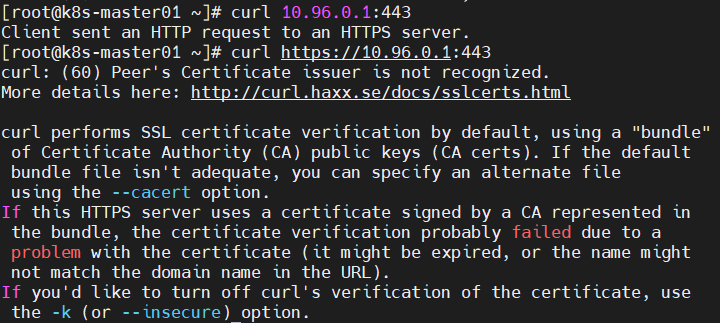 [root@k8s-master01 ~]# curl 10.96.0.1:443
Client sent an HTTP request to an HTTPS server.
[root@k8s-master01 ~]# curl https://10.96.0.1:443
curl: (60) Peer's Certificate issuer is not recognized.
More details here: http://curl.haxx.se/docs/sslcerts.html

curl performs SSL certificate verification by default, using a "bundle"
 of Certificate Authority (CA) public keys (CA certs). If the default
 bundle file isn't adequate, you can specify an alternate file
 using the --cacert option.
If this HTTPS server uses a certificate signed by a CA represented in
 the bundle, the certificate verification probably failed due to a
 problem with the certificate (it might be expired, or the name might
 not match the domain name in the URL).
If you'd like to turn off curl's verification of the certificate, use
 the -k (or --insecure) option.